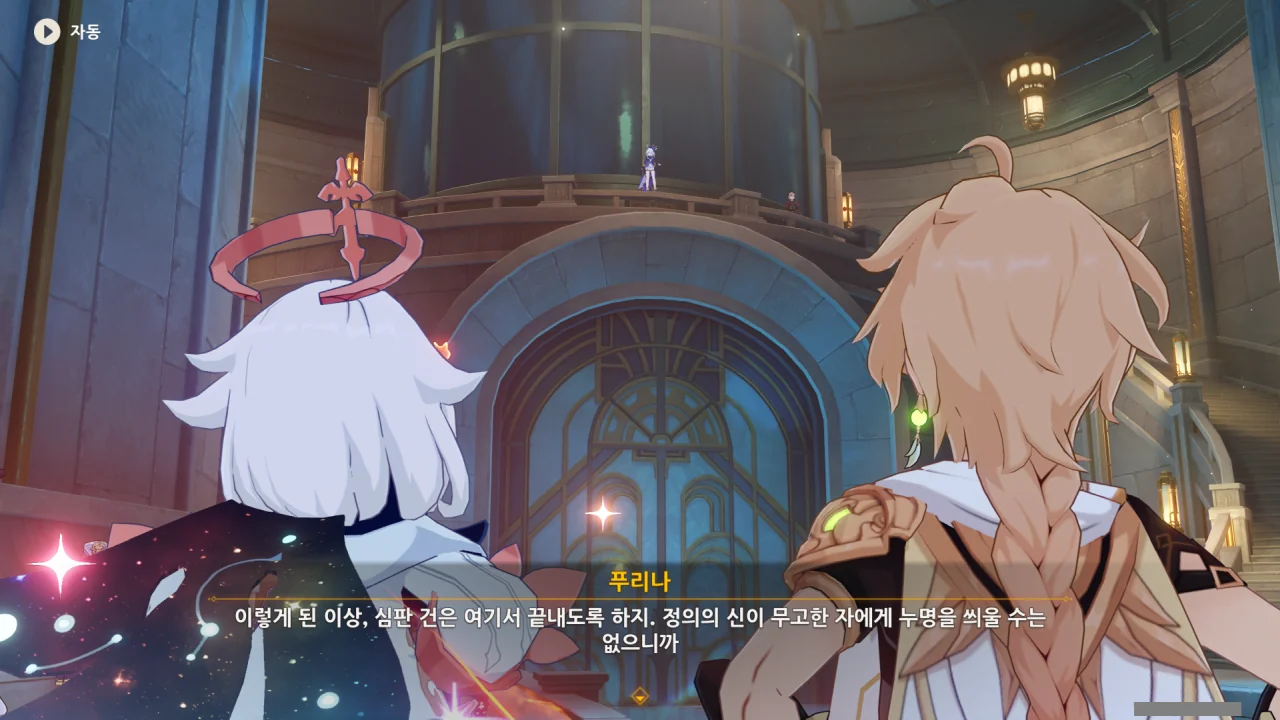 자동
푸리나
이렇게 된 이상, 심판 건은 여기서 끝내도록 하지. 정의의 신이 무고한 자에게 누명을 씌울 수는
없으니까